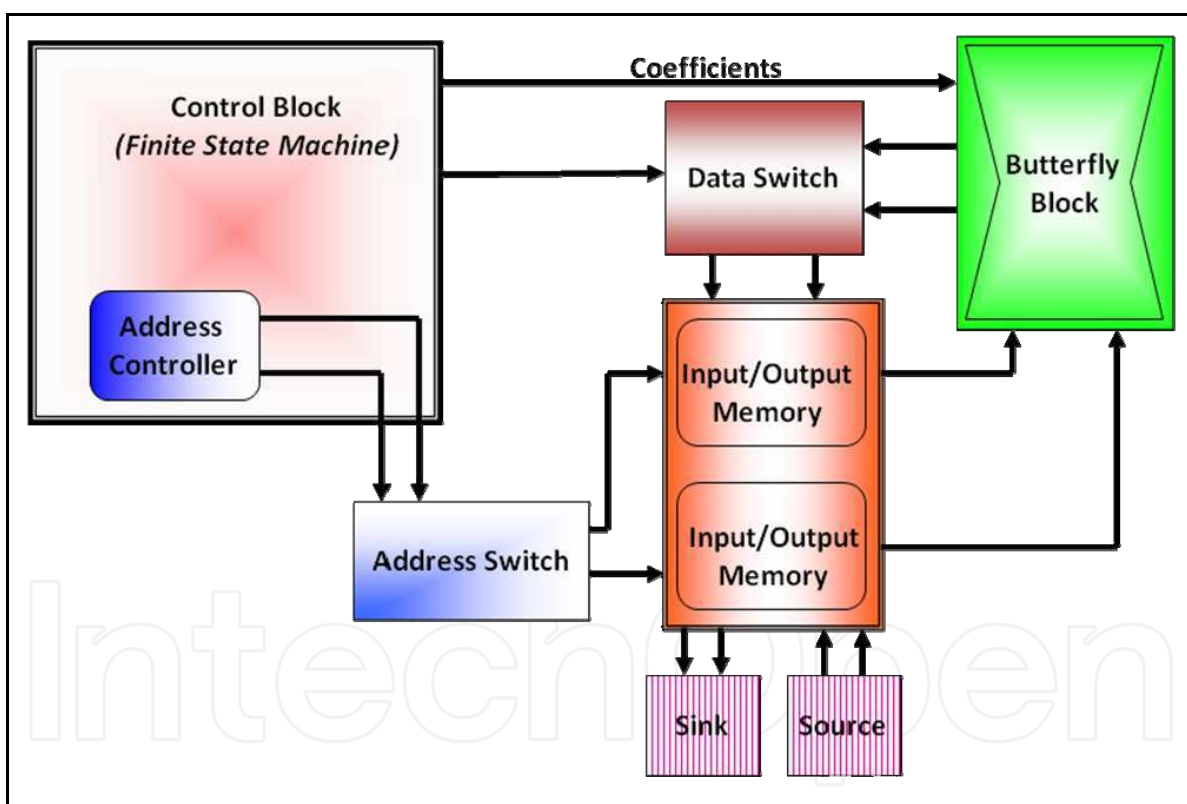 Coefficients
Control Block
(Finite State Machine)
Data Switch
Butterfly
Block
Address
Controller
Input/Output
Memory
Input/Output
Memory
Address Switch
Sink
Source
IntechOpen